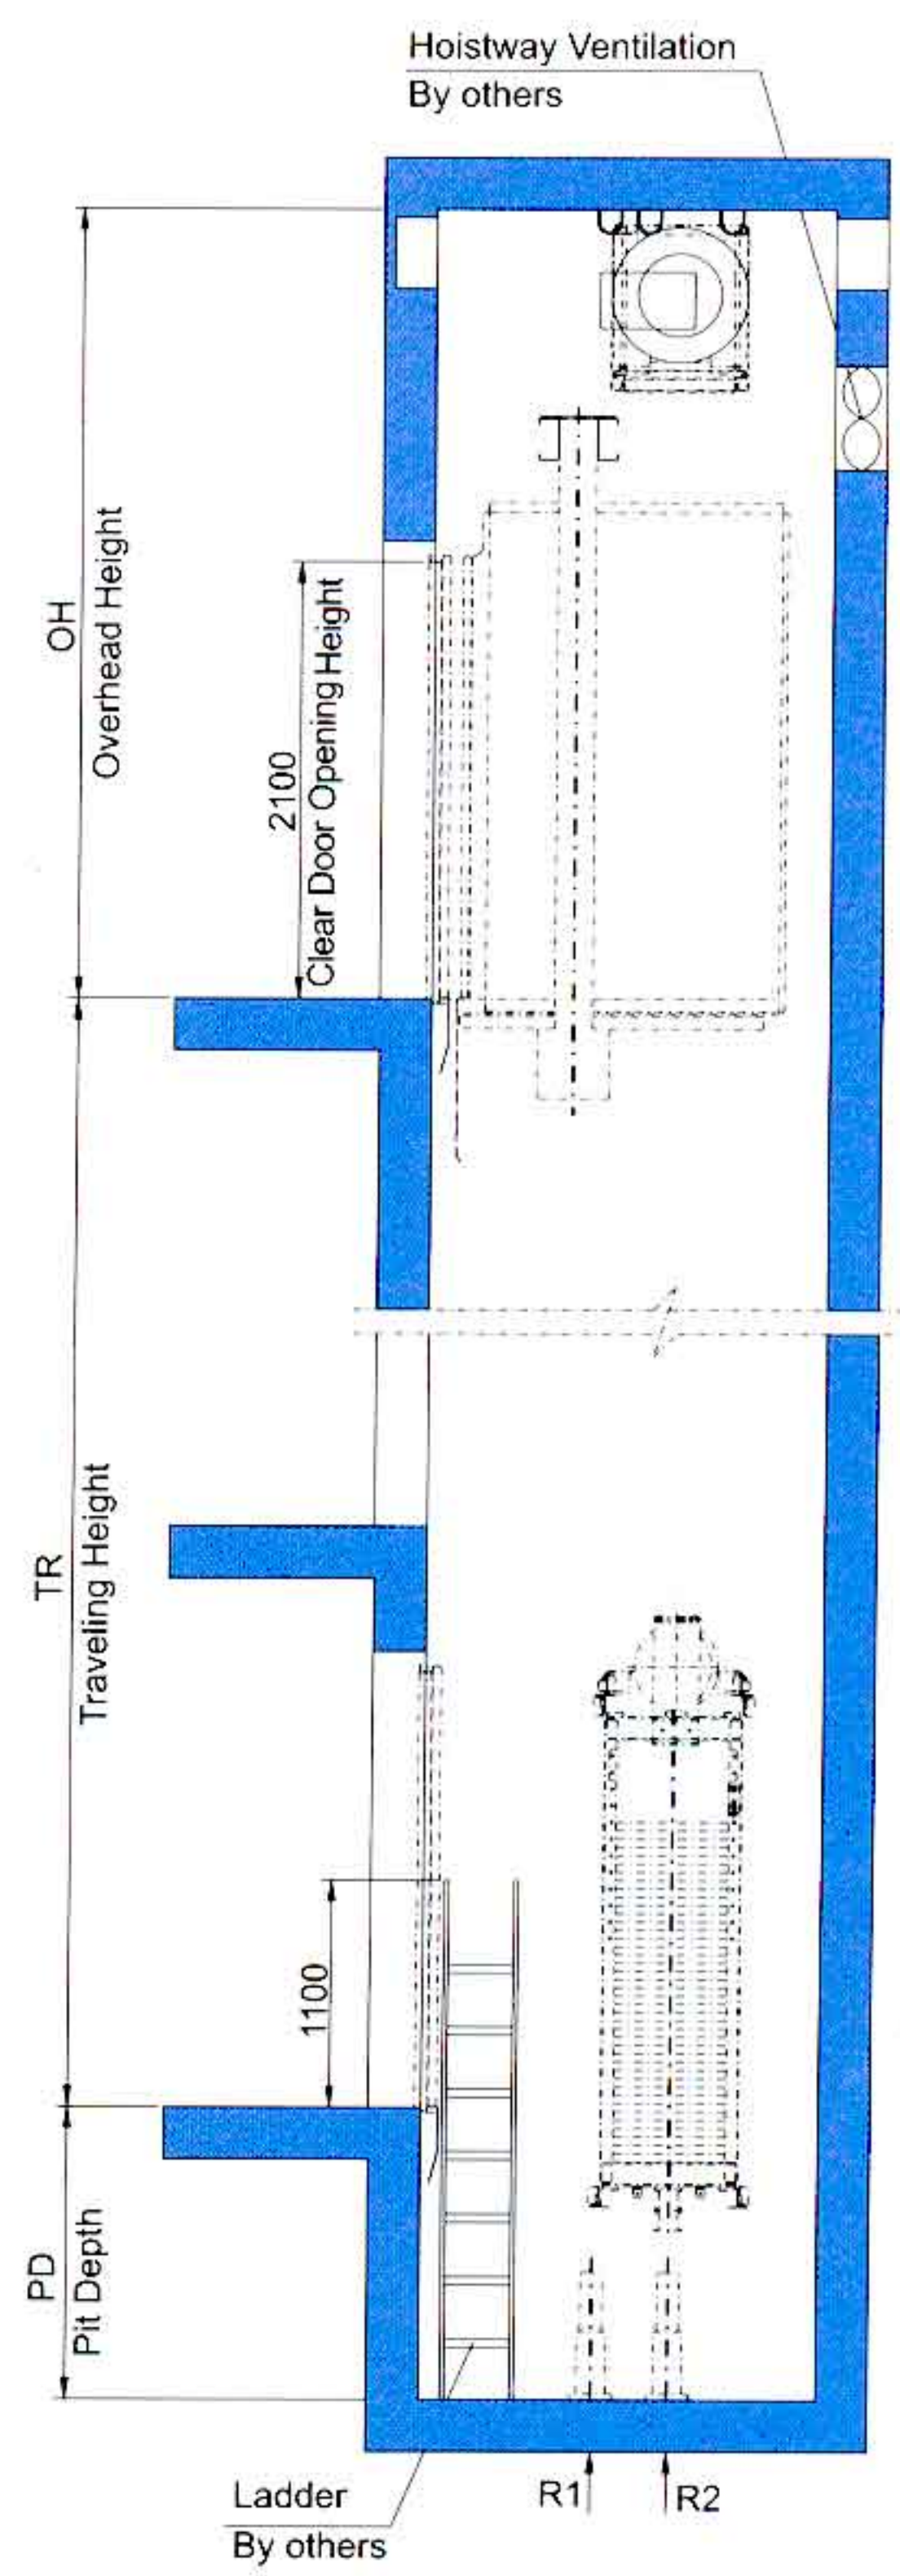 Hoistway Ventilation
By others
OH
Overhead Height
2100
Clear Door Opening Height
TR
Traveling Height
1100
PD
Pit Depth
R1
R2
Ladder
By others